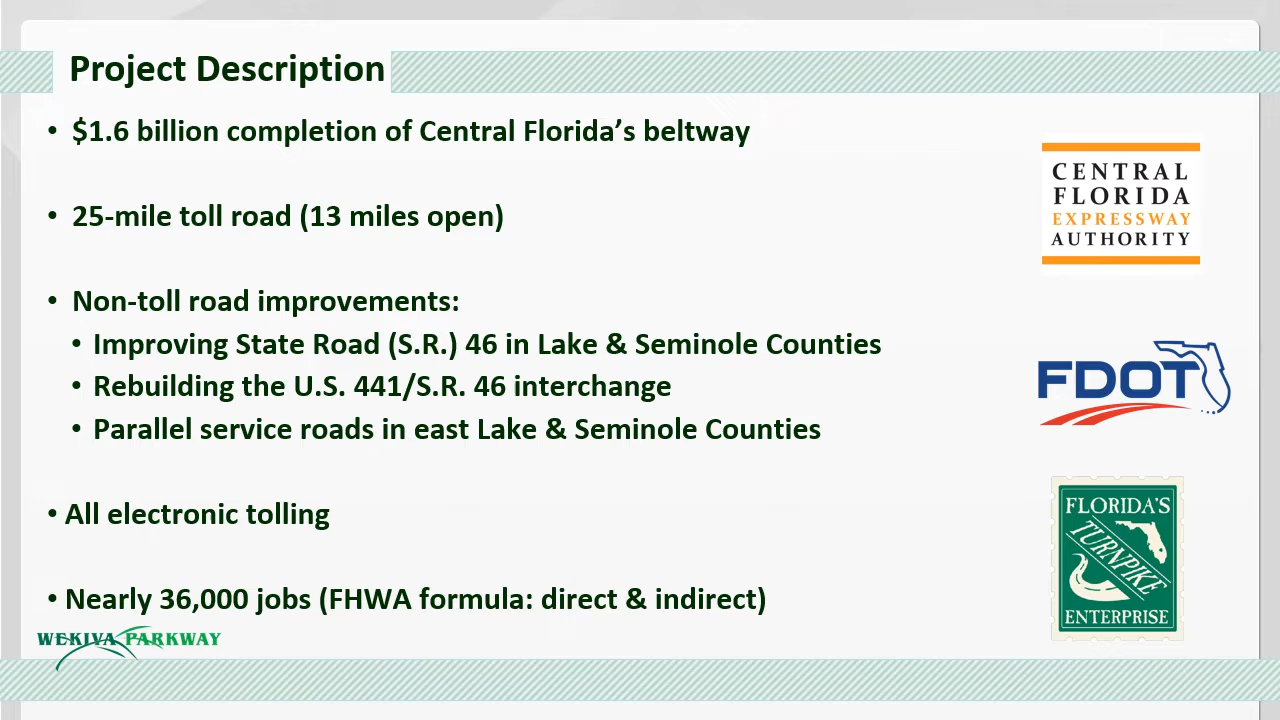 Project Description
• $1.6 billion completion of Central Florida’s beltway
• 25-mile toll road (13 miles open)
• Non-toll road improvements:
• Improving State Road (S.R.) 46 in Lake & Seminole Counties
• Rebuilding the U.S. 441/S.R. 46 interchange
• Parallel service roads in east Lake & Seminole Counties
• All electronic tolling
• Nearly 36,000 jobs (FHWA formula: direct & indirect)
WEKIVA PARKWAY
CENTRAL
FLORIDA
EXPRESSWAY
AUTHORITY
FDOT
FLORIDA'S
TURNPIKE
ENTERPRISE